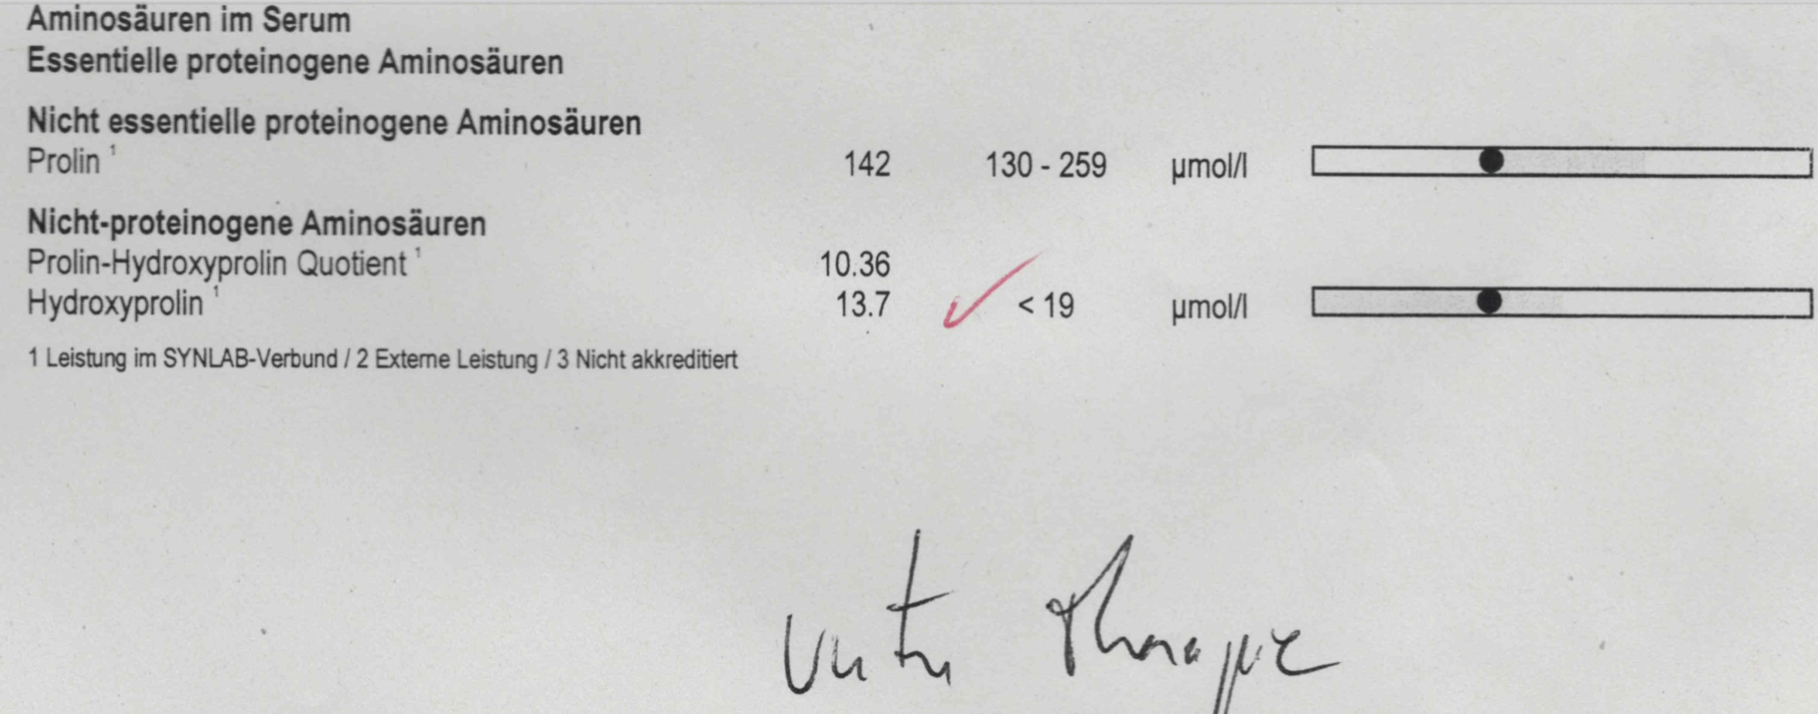 Aminosäuren im Serum
Essentielle proteinogene Aminosäuren
Nicht essentielle proteinogene Aminosäuren
Prolin ¹ 142 130 - 259 µmol/l
Nicht-proteinogene Aminosäuren
Prolin-Hydroxyprolin Quotient ¹ 10.36
Hydroxyprolin ¹ 13.7 < 19 µmol/l
1 Leistung im SYNLAB-Verbund / 2 Externe Leistung / 3 Nicht akkreditiert
Unter Therapie